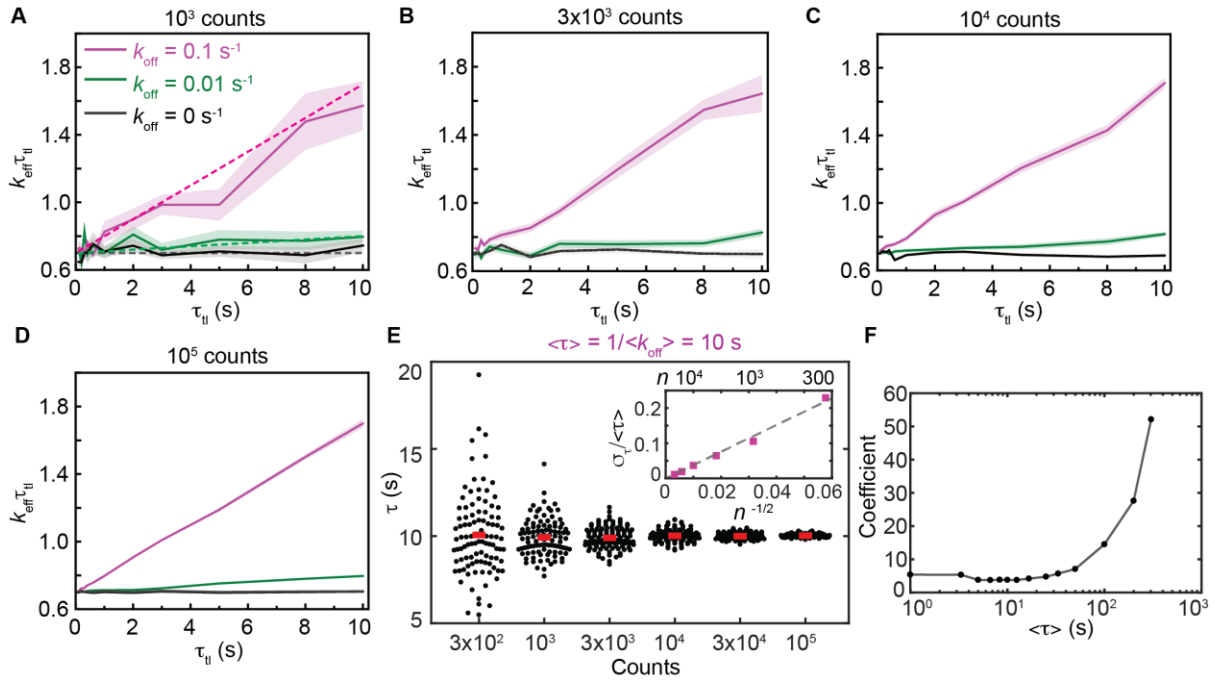 A
10³ counts
k_off = 0.1 s⁻¹
k_off = 0.01 s⁻¹
k_off = 0 s⁻¹
k_eff τ_tl
1.8
1.4
1.0
0.6
0 2 4 6 8 10
τ_tl (s)
B
3x10³ counts
k_eff τ_tl
1.8
1.4
1.0
0.6
0 2 4 6 8 10
τ_tl (s)
C
10⁴ counts
k_eff τ_tl
1.8
1.4
1.0
0.6
0 2 4 6 8 10
τ_tl (s)
D
10⁵ counts
k_eff τ_tl
1.8
1.4
1.0
0.6
0 2 4 6 8 10
τ_tl (s)
E
<τ> = 1/<k_off> = 10 s
τ (s)
20
15
10
5
3x10² 10³ 3x10³ 10⁴ 3x10⁴ 10⁵
Counts
n 10⁴ 10³ 300
σ_τ/<τ>
0.2
0.1
0
0 0.02 0.04 0.06
n ⁻¹/²
F
Coefficient
60
50
40
30
20
10
0
10⁰ 10¹ 10² 10³
<τ> (s)